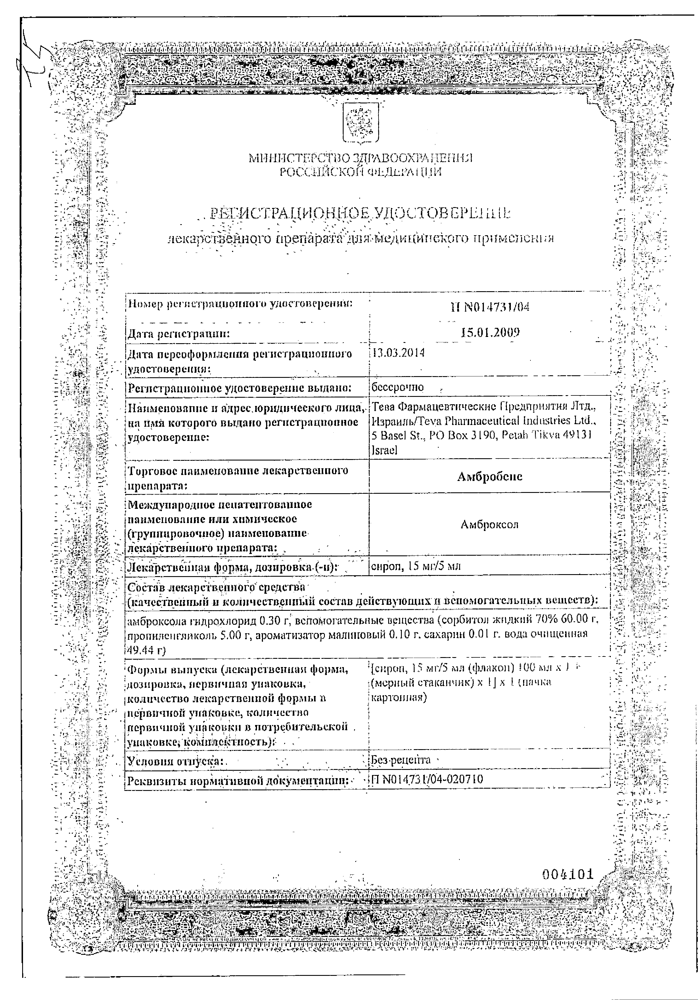 МИНИСТЕРСТВО ЗДРАВООХРАНЕНИЯ
РОССИЙСКОЙ ФЕДЕРАЦИИ
РЕГИСТРАЦИОННОЕ УДОСТОВЕРЕНИЕ
лекарственного препарата для медицинского применения
Номер регистрационного удостоверения: П N014731/04
Дата регистрации: 15.01.2009
Дата переоформления регистрационного 13.03.2014
удостоверения:
Регистрационное удостоверение выдано: бессрочно
Наименование и адрес юридического лица,
на имя которого выдано регистрационное
удостоверение:
Тева Фармацевтические Предприятия Лтд.,
Израиль/Teva Pharmaceutical Industries Ltd.,
5 Basel St., PO Box 3190, Petah Tikva 49131
Israel
Торговое наименование лекарственного
препарата:
Амбробене
Международное непатентованное
наименование или химическое
(группировочное) наименование
лекарственного препарата:
Амброксол
Лекарственная форма, дозировка (-и): сироп, 15 мг/5 мл
Состав лекарственного средства
(качественный и количественный состав действующих и вспомогательных веществ):
амброксола гидрохлорид 0.30 г, вспомогательные вещества (сорбитол жидкий 70% 60.00 г,
пропиленгликоль 5.00 г, ароматизатор малиновый 0.10 г, сахарин 0.01 г, вода очищенная
49.44 г)
Формы выпуска (лекарственная форма,
дозировка, первичная упаковка,
количество лекарственной формы в
первичной упаковке, количество
первичной упаковки в потребительской
упаковке, комплектность):
[сироп, 15 мг/5 мл (флакон) 100 мл x 1 +
(мерный стаканчик) x 1] x 1 (пачка
картонная)
Условия отпуска: Без рецепта
Реквизиты нормативной документации: П N014731/04-020710
004101